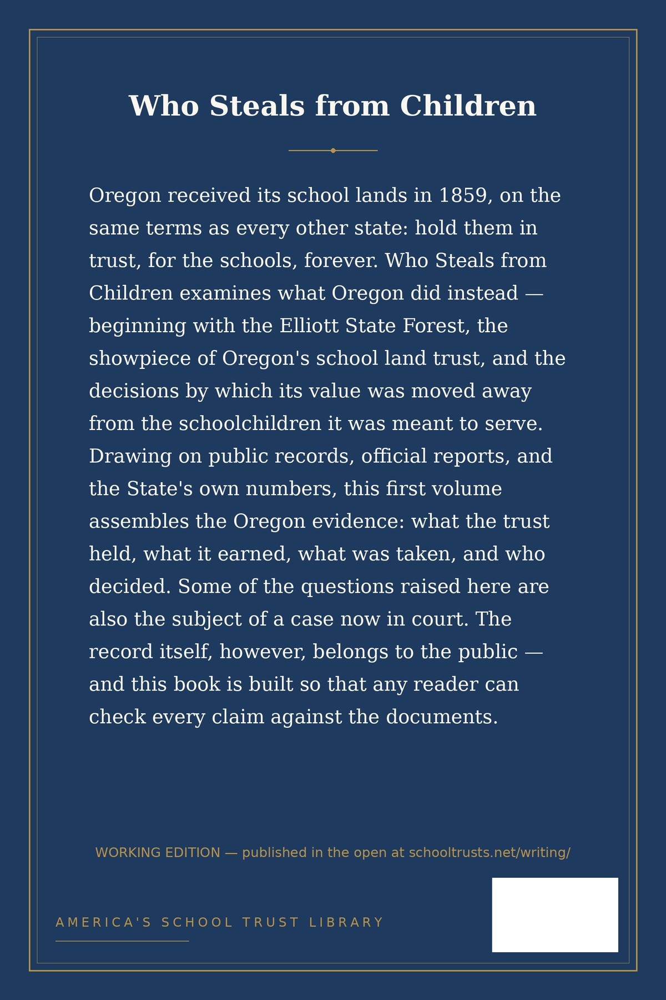 Who Steals from Children
Oregon received its school lands in 1859, on the
same terms as every other state: hold them in
trust, for the schools, forever. Who Steals from
Children examines what Oregon did instead —
beginning with the Elliott State Forest, the
showpiece of Oregon's school land trust, and the
decisions by which its value was moved away
from the schoolchildren it was meant to serve.
Drawing on public records, official reports, and
the State's own numbers, this first volume
assembles the Oregon evidence: what the trust
held, what it earned, what was taken, and who
decided. Some of the questions raised here are
also the subject of a case now in court. The
record itself, however, belongs to the public —
and this book is built so that any reader can
check every claim against the documents.
WORKING EDITION — published in the open at schooltrusts.net/writing/
AMERICA'S SCHOOL TRUST LIBRARY